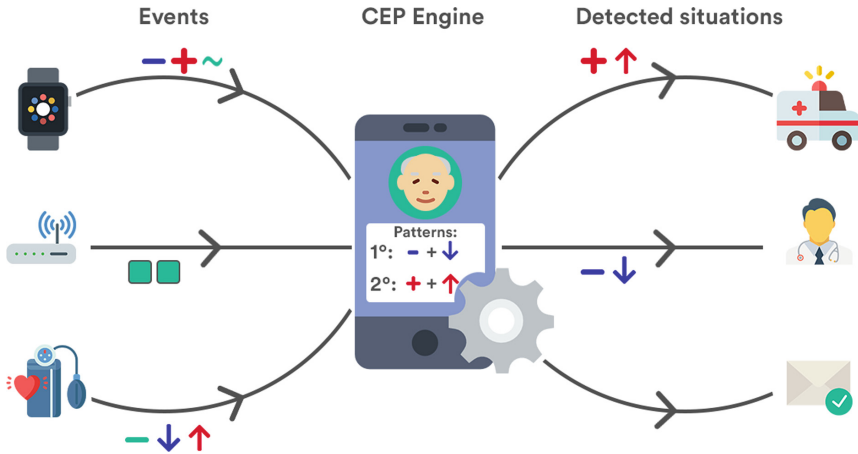 Events
CEP Engine
Detected situations
− + ~
+ ↑
Patterns:
1º: − + ↓
2º: + + ↑
− ↓
− ↓ ↑